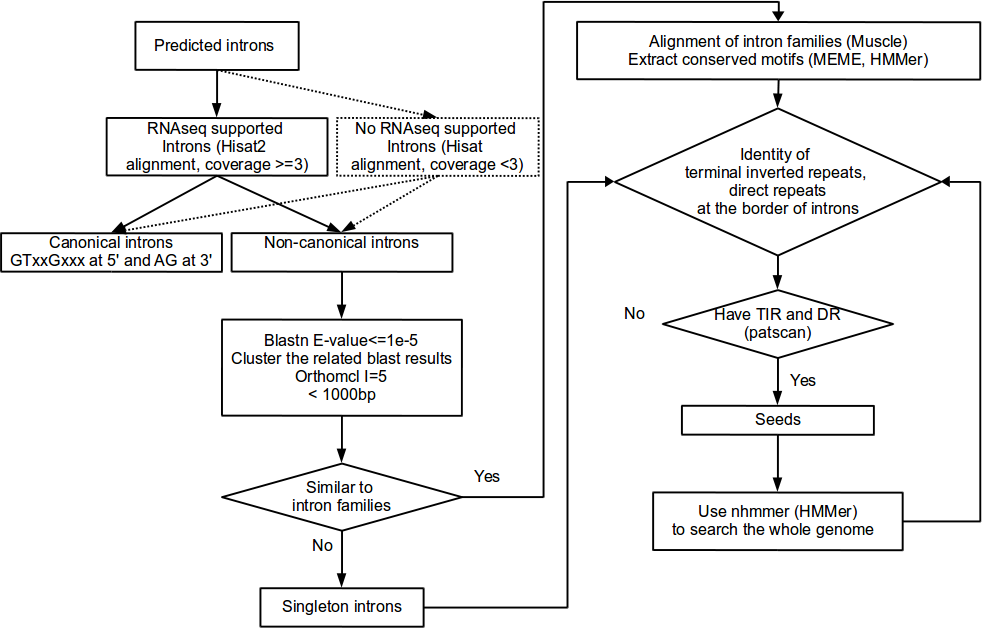 Predicted introns
RNAseq supported
Introns (Hisat2
alignment, coverage >=3)
No RNAseq supported
Introns (Hisat
alignment, coverage <3)
Canonical introns
GTxxGxxx at 5' and AG at 3'
Non-canonical introns
Blastn E-value<=1e-5
Cluster the related blast results
Orthomcl I=5
< 1000bp
Similar to
intron families
Yes
No
Singleton introns
Alignment of intron families (Muscle)
Extract conserved motifs (MEME, HMMer)
Identity of
terminal inverted repeats,
direct repeats
at the border of introns
No
Have TIR and DR
(patscan)
Yes
Seeds
Use nhmmer (HMMer)
to search the whole genome